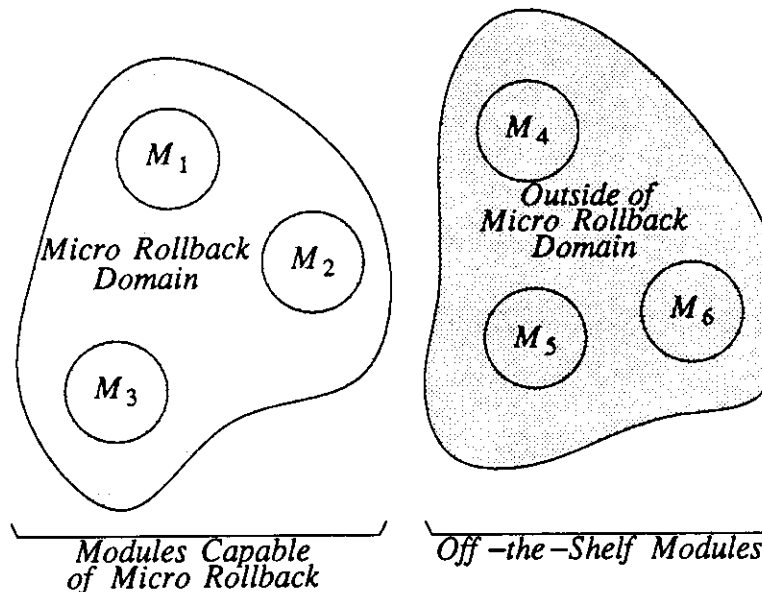 M1
Micro Rollback
Domain
M2
M3
Modules Capable
of Micro Rollback
M4
Outside of
Micro Rollback
Domain
M5
M6
Off-the-Shelf Modules